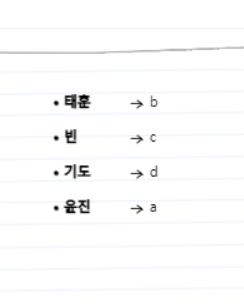 • 태훈 → b
• 빈 → c
• 기도 → d
• 윤진 → a